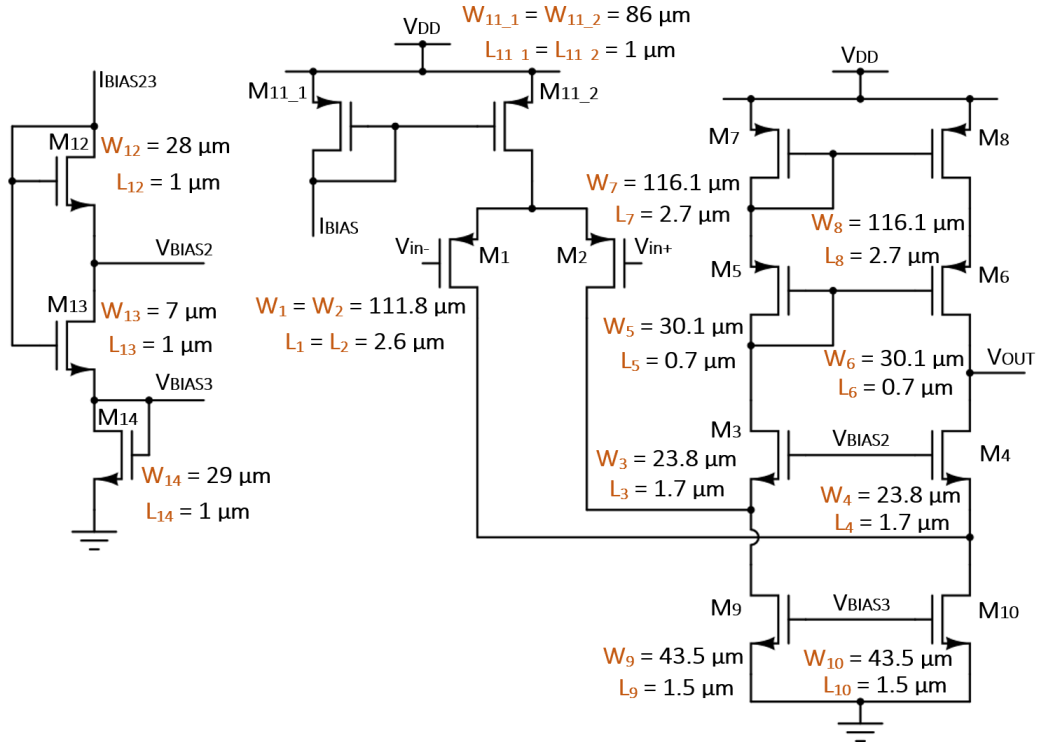 W11_1 = W11_2 = 86 µm
L11_1 = L11_2 = 1 µm
VDD
VDD
IBIAS23
M11_1
M11_2
M12
W12 = 28 µm
L12 = 1 µm
M7
M8
W7 = 116.1 µm
L7 = 2.7 µm
W8 = 116.1 µm
L8 = 2.7 µm
IBIAS
VBIAS2
Vin-
M1
M2
Vin+
M5
M6
M13
W13 = 7 µm
L13 = 1 µm
W1 = W2 = 111.8 µm
L1 = L2 = 2.6 µm
W5 = 30.1 µm
L5 = 0.7 µm
W6 = 30.1 µm
L6 = 0.7 µm
VOUT
VBIAS3
M14
W14 = 29 µm
L14 = 1 µm
M3
VBIAS2
M4
W3 = 23.8 µm
L3 = 1.7 µm
W4 = 23.8 µm
L4 = 1.7 µm
M9
VBIAS3
M10
W9 = 43.5 µm
L9 = 1.5 µm
W10 = 43.5 µm
L10 = 1.5 µm